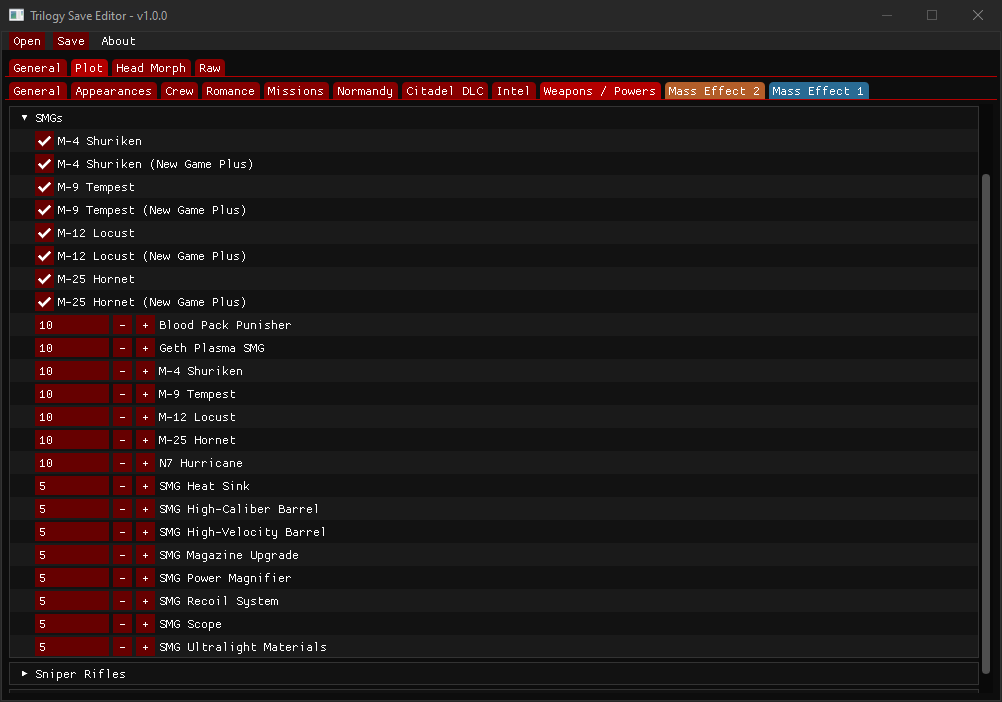 Trilogy Save Editor - v1.0.0
Open Save About
General Plot Head Morph Raw
General Appearances Crew Romance Missions Normandy Citadel DLC Intel Weapons / Powers Mass Effect 2 Mass Effect 1
SMGs
M-4 Shuriken
M-4 Shuriken (New Game Plus)
M-9 Tempest
M-9 Tempest (New Game Plus)
M-12 Locust
M-12 Locust (New Game Plus)
M-25 Hornet
M-25 Hornet (New Game Plus)
10 - + Blood Pack Punisher
10 - + Geth Plasma SMG
10 - + M-4 Shuriken
10 - + M-9 Tempest
10 - + M-12 Locust
10 - + M-25 Hornet
10 - + N7 Hurricane
5 - + SMG Heat Sink
5 - + SMG High-Caliber Barrel
5 - + SMG High-Velocity Barrel
5 - + SMG Magazine Upgrade
5 - + SMG Power Magnifier
5 - + SMG Recoil System
5 - + SMG Scope
5 - + SMG Ultralight Materials
Sniper Rifles